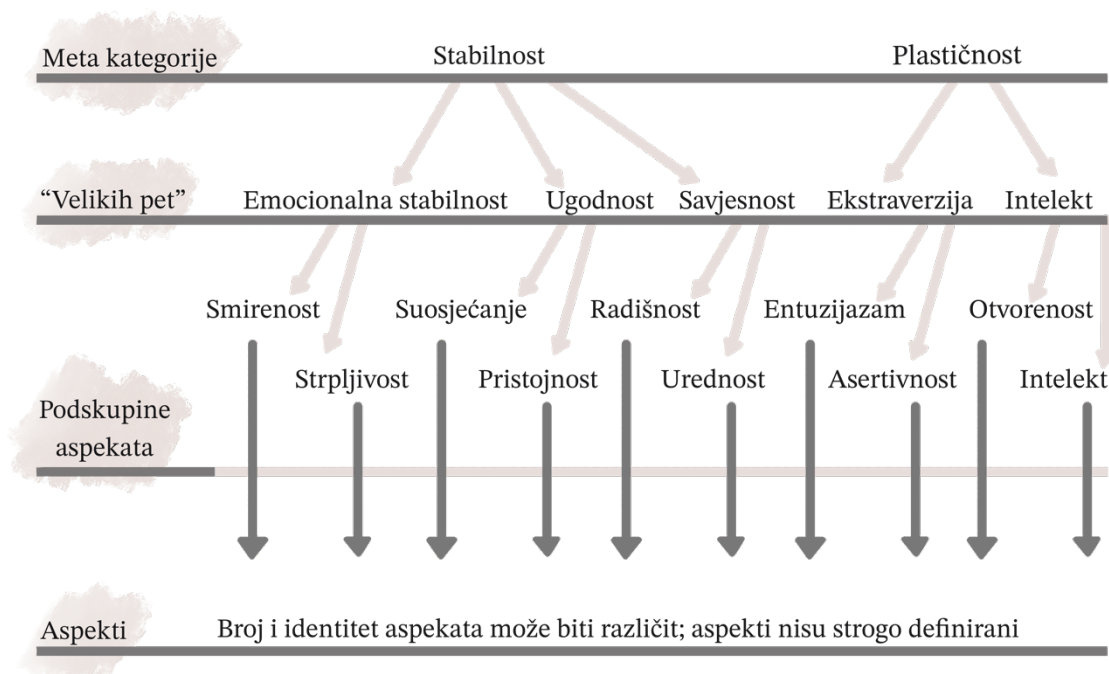 Meta kategorije Stabilnost Plastičnost
“Velikih pet” Emocionalna stabilnost Ugodnost Savjesnost Ekstraverzija Intelekt
Smirenost Suosjećanje Radišnost Entuzijazam Otvorenost
Strpljivost Pristojnost Urednost Asertivnost Intelekt
Podskupine
aspekata
Aspekti Broj i identitet aspekata može biti različit; aspekti nisu strogo definirani